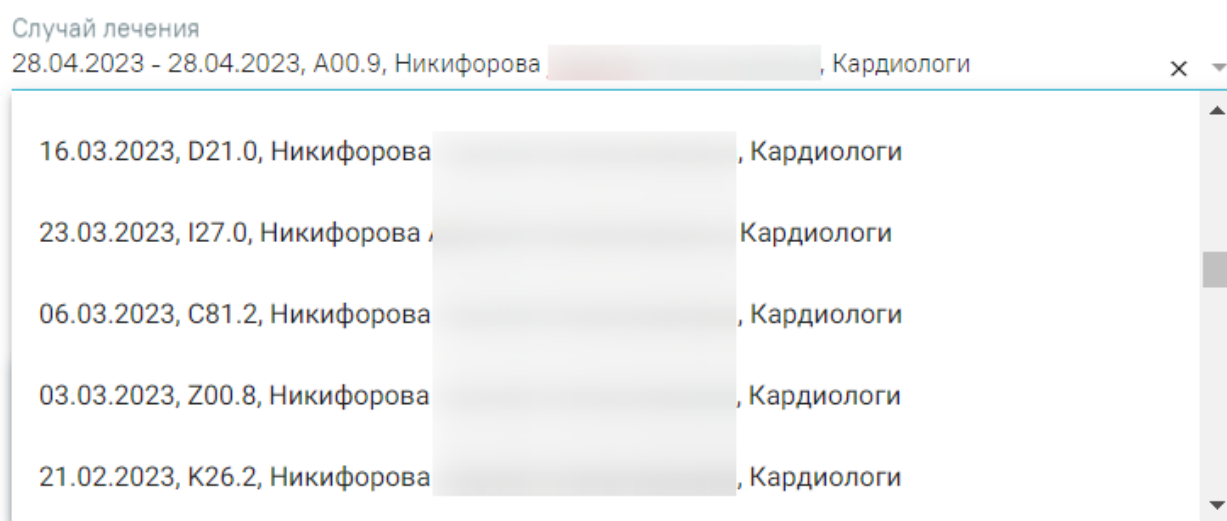 Случай лечения
28.04.2023 - 28.04.2023, A00.9, Никифорова , Кардиологи
16.03.2023, D21.0, Никифорова , Кардиологи
23.03.2023, I27.0, Никифорова Кардиологи
06.03.2023, C81.2, Никифорова , Кардиологи
03.03.2023, Z00.8, Никифорова , Кардиологи
21.02.2023, K26.2, Никифорова , Кардиологи